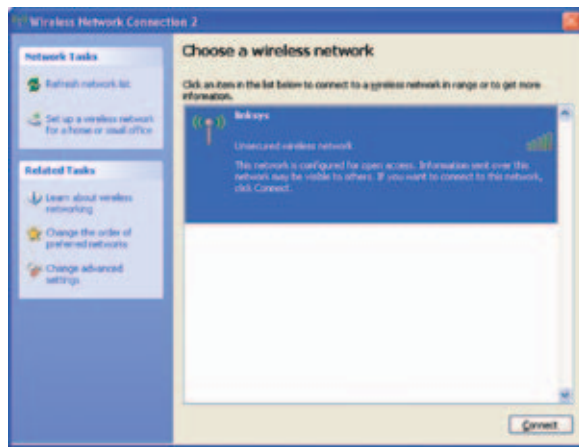 Wireless Network Connection 2
Network Tasks
Refresh network list
Set up a wireless network
for a home or small office
Related Tasks
Learn about wireless
networking
Change the order of
preferred networks
Change advanced
settings
Choose a wireless network
Click an item in the list below to connect to a wireless network in range or to get more
information.
linksys
Unsecured wireless network
This network is configured for open access. Information sent over this
network may be visible to others. If you want to connect to this network,
click Connect.
Connect